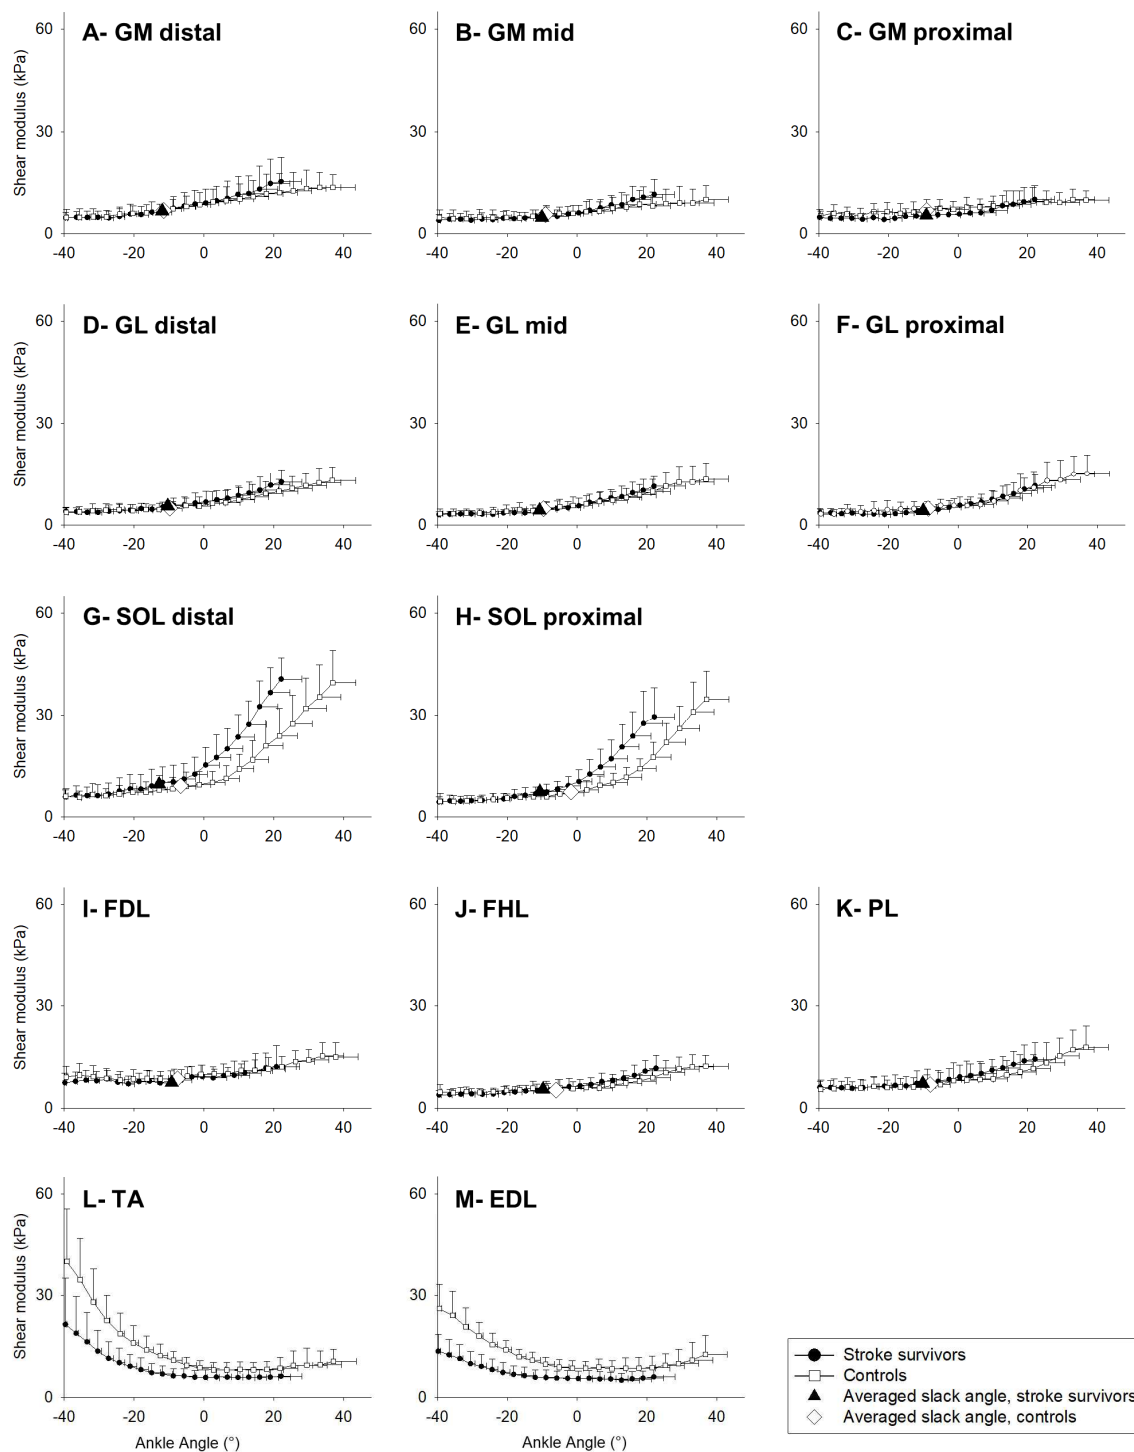 A- GM distal
B- GM mid
C- GM proximal
Shear modulus (kPa)
60
30
0
-40 -20 0 20 40
-40 -20 0 20 40
-40 -20 0 20 40
D- GL distal
E- GL mid
F- GL proximal
Shear modulus (kPa)
60
30
0
60
30
0
60
30
0
-40 -20 0 20 40
-40 -20 0 20 40
-40 -20 0 20 40
G- SOL distal
H- SOL proximal
Shear modulus (kPa)
60
30
0
60
30
0
-40 -20 0 20 40
-40 -20 0 20 40
I- FDL
J- FHL
K- PL
Shear modulus (kPa)
60
30
0
60
30
0
60
30
0
-40 -20 0 20 40
-40 -20 0 20 40
-40 -20 0 20 40
L- TA
M- EDL
Shear modulus (kPa)
60
30
0
60
30
0
-40 -20 0 20 40
-40 -20 0 20 40
Ankle Angle (°)
Ankle Angle (°)
Stroke survivors
Controls
Averaged slack angle, stroke survivors
Averaged slack angle, controls